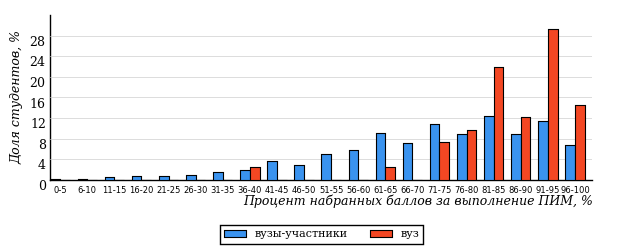 Доля студентов, %
28
24
20
16
12
8
4
0
0-5 6-10 11-15 16-20 21-25 26-30 31-35 36-40 41-45 46-50 51-55 56-60 61-65 66-70 71-75 76-80 81-85 86-90 91-95 96-100
Процент набранных баллов за выполнение ПИМ, %
вузы-участники вуз